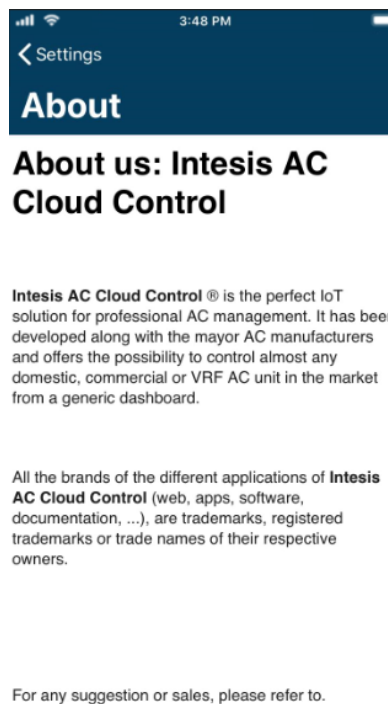 3:48 PM
Settings
About
About us: Intesis AC
Cloud Control
Intesis AC Cloud Control ® is the perfect IoT
solution for professional AC management. It has been
developed along with the mayor AC manufacturers
and offers the possibility to control almost any
domestic, commercial or VRF AC unit in the market
from a generic dashboard.
All the brands of the different applications of Intesis
AC Cloud Control (web, apps, software,
documentation, ...), are trademarks, registered
trademarks or trade names of their respective
owners.
For any suggestion or sales, please refer to.